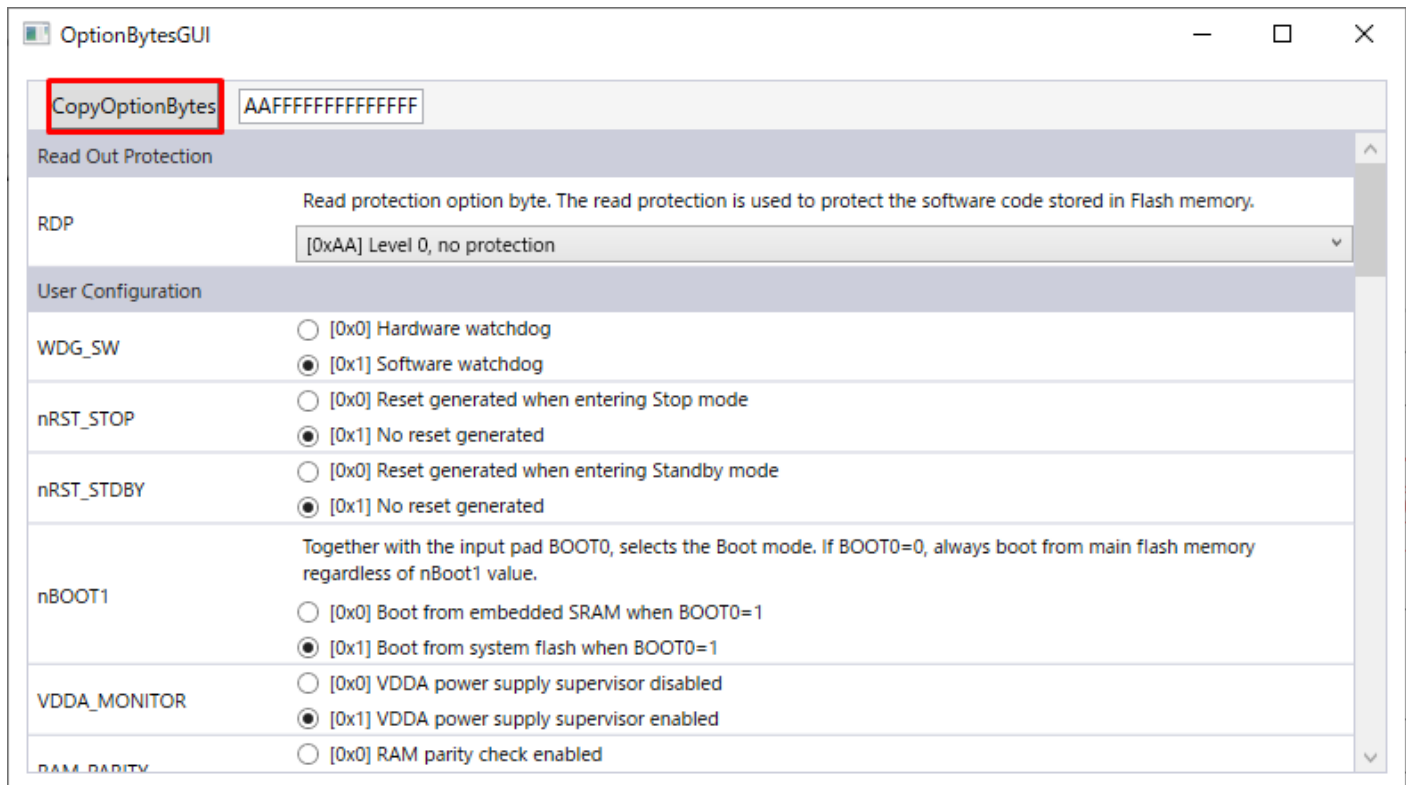 OptionBytesGUI
CopyOptionBytes AAFFFFFFFFFFFFFF
Read Out Protection
RDP
Read protection option byte. The read protection is used to protect the software code stored in Flash memory.
[0xAA] Level 0, no protection
User Configuration
WDG_SW
[0x0] Hardware watchdog
[0x1] Software watchdog
nRST_STOP
[0x0] Reset generated when entering Stop mode
[0x1] No reset generated
nRST_STDBY
[0x0] Reset generated when entering Standby mode
[0x1] No reset generated
nBOOT1
Together with the input pad BOOT0, selects the Boot mode. If BOOT0=0, always boot from main flash memory
regardless of nBoot1 value.
[0x0] Boot from embedded SRAM when BOOT0=1
[0x1] Boot from system flash when BOOT0=1
VDDA_MONITOR
[0x0] VDDA power supply supervisor disabled
[0x1] VDDA power supply supervisor enabled
RAM_PARITY
[0x0] RAM parity check enabled